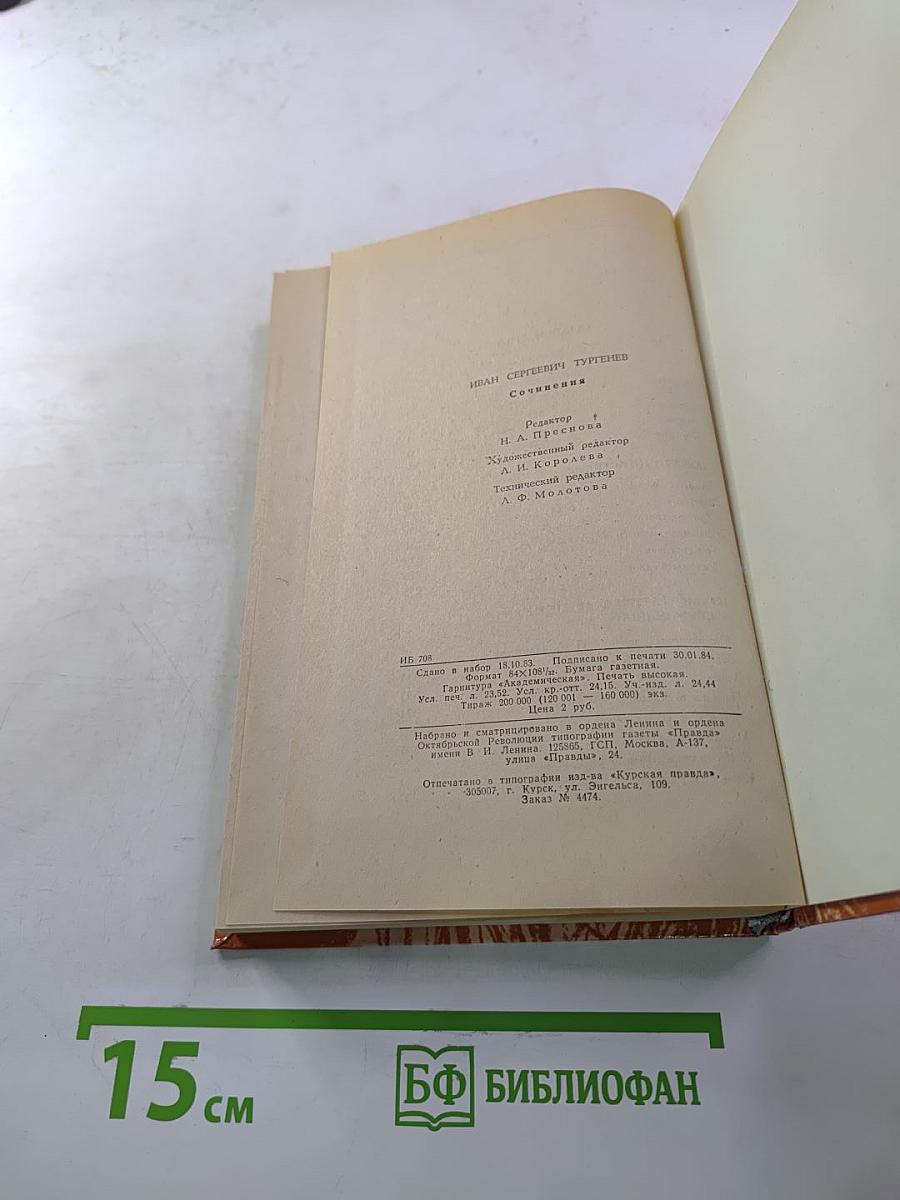 ИВАН СЕРГЕЕВИЧ ТУРГЕНЕВ
Сочинения
Редактор
Н. А. Преснова
Художественный редактор
Л. И. Королева
Технический редактор
Л. Ф. Молотова
ИБ 708
Сдано в набор 18.10.83. Подписано к печати 30.01.84.
Формат 84×108¹/₃₂. Бумага газетная.
Гарнитура «Академическая». Печать высокая.
Усл. печ. л. 23,52. Усл. кр.-отт. 24,15. Уч.-изд. л. 24,44
Тираж 200 000 (120 001 — 160 000) экз.
Цена 2 руб.
Набрано и сматрицировано в ордена Ленина и ордена
Октябрьской Революции типографии газеты «Правда»
имени В. И. Ленина. 125865, ГСП, Москва, А-137,
улица «Правды», 24.
Отпечатано в типографии изд-ва «Курская правда»,
305007, г. Курск, ул. Энгельса, 109.
Заказ № 4474.
15 см
БФ БИБЛИОФАН